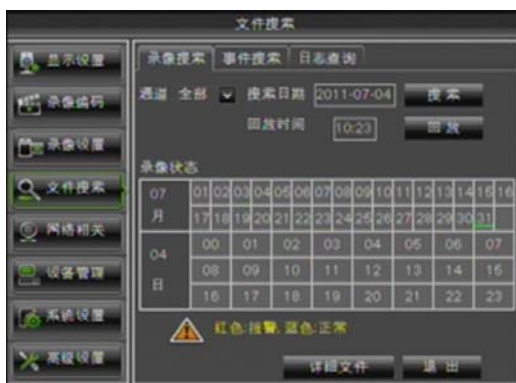 文件搜索
显示设置
录像编码
录像设置
文件搜索
网络相关
设备管理
系统设置
高级设置
录像搜索 事件搜索 日志查询
通道 全部 搜索日期 2011-07-04 搜索
回放时间 10:23 回放
录像状态
07 月
01 02 03 04 05 06 07 08 09 10 11 12 13 14 15 16
17 18 19 20 21 22 23 24 25 26 27 28 29 30 31
04 日
00 01 02 03 04 05 06 07
08 09 10 11 12 13 14 15
16 17 18 19 20 21 22 23
红色:报警, 蓝色:正常
详细文件 退出